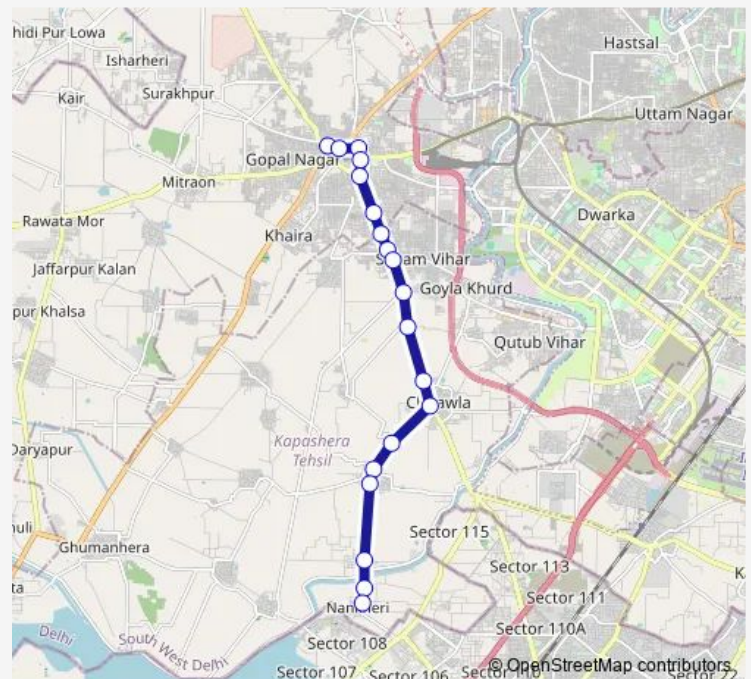 hidi Pur Lowa
Hastsal
Isharheri
Kair
Surakhpur
Uttam Nagar
Gopal Nagar
Mitraon
Dwarka
Rawata Mor
Khaira
Jaffarpur Kalan
Goyla Khurd
pur Khalsa
Qutub Vihar
Kapashera
Tehsil
Daryapur
Sector 115
Ghumanhera
Sector 113
Sector 111
Sector 110A
Sector 108
Delhi
South West Delhi
Sector 107
Sector 106
© OpenStreetMap contributors.